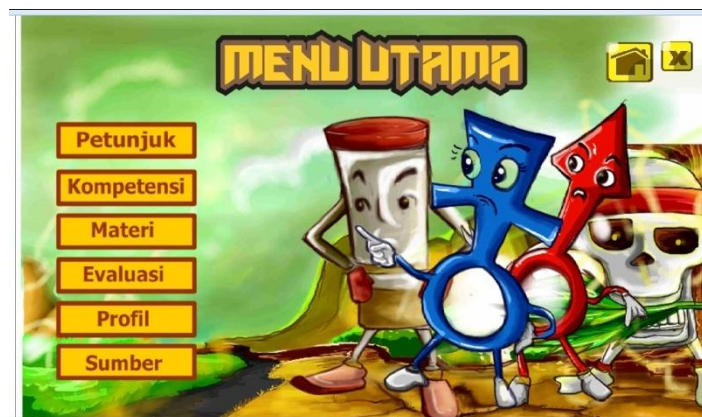 MENU UTAMA
X
Petunjuk
Kompetensi
Materi
Evaluasi
Profil
Sumber